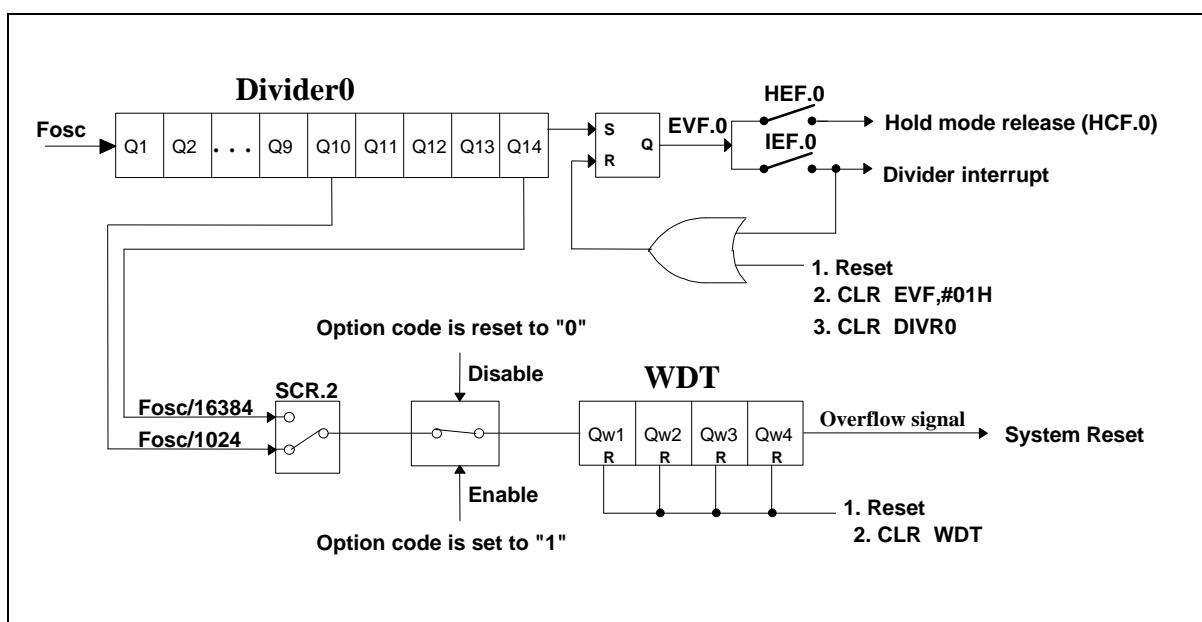 Divider0
Fosc
Q1 Q2 . . . Q9 Q10 Q11 Q12 Q13 Q14
S
R
Q
EVF.0
HEF.0
IEF.0
Hold mode release (HCF.0)
Divider interrupt
1. Reset
2. CLR EVF,#01H
3. CLR DIVR0
Option code is reset to "0"
Disable
SCR.2
Fosc/16384
Fosc/1024
Enable
Option code is set to "1"
WDT
Qw1 Qw2 Qw3 Qw4
R R R R
Overflow signal
System Reset
1. Reset
2. CLR WDT